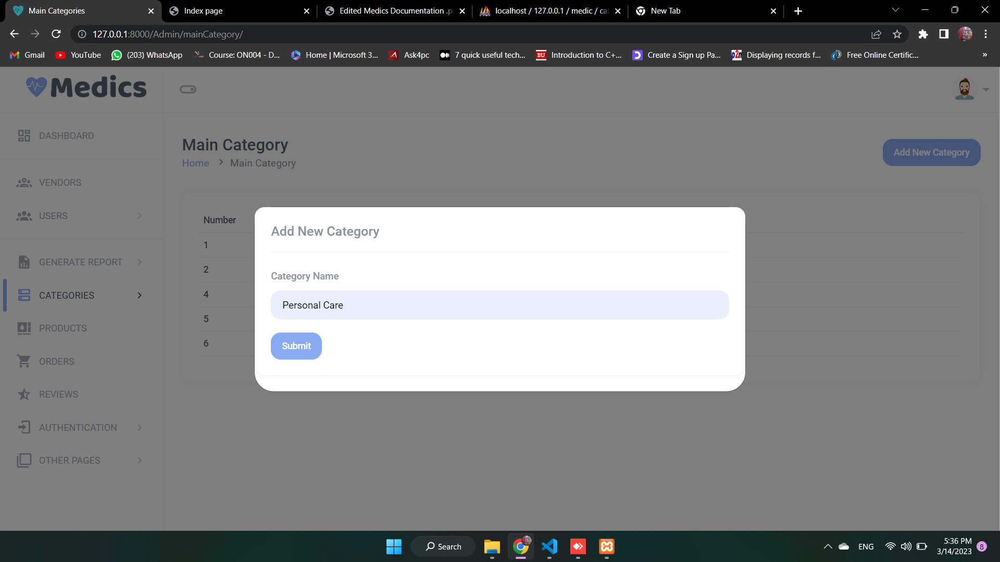 Main Categories
Index page
Edited Medics Documentation .p
localhost / 127.0.0.1 / medic / ca
New Tab
127.0.0.1:8000/Admin/mainCategory/
Gmail
YouTube
(203) WhatsApp
Course: ON004 - D...
Home | Microsoft 3...
Ask4pc
7 quick useful tech...
BU
Introduction to C+...
Create a Sign up Pa...
p2n
Displaying records f...
Free Online Certific...
»
Medics
DASHBOARD
VENDORS
USERS
GENERATE REPORT
CATEGORIES
PRODUCTS
ORDERS
REVIEWS
AUTHENTICATION
OTHER PAGES
Main Category
Home > Main Category
Add New Category
Number
1
2
4
5
6
Add New Category
Category Name
Personal Care
Submit
Search
ENG
5:36 PM
3/14/2023
8